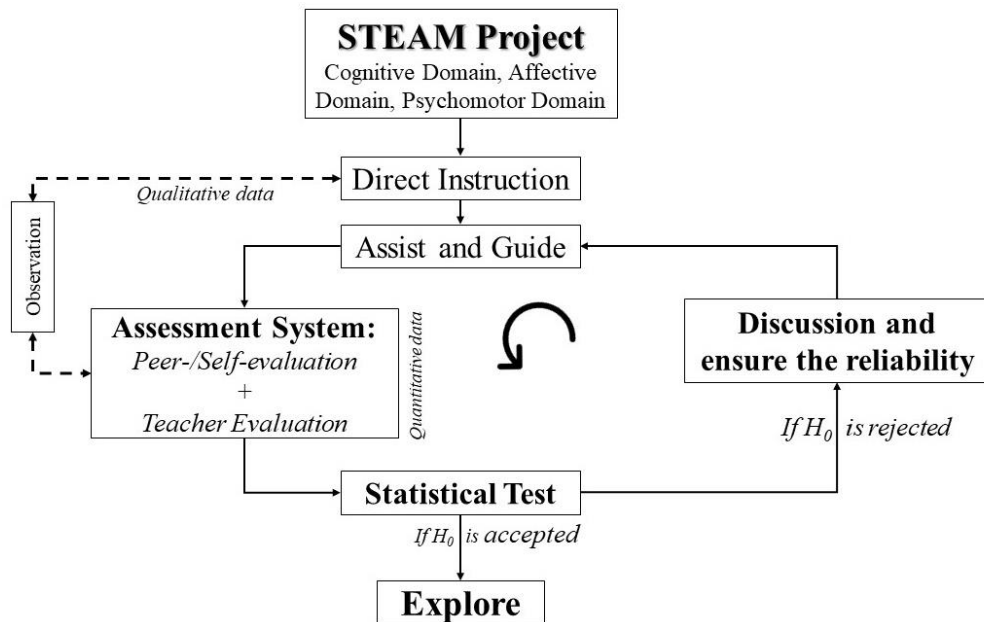 STEAM Project
Cognitive Domain, Affective
Domain, Psychomotor Domain
Direct Instruction
Qualitative data
Observation
Assist and Guide
Assessment System:
Peer-/Self-evaluation
+
Teacher Evaluation
Quantitative data
Discussion and
ensure the reliability
If H₀ is rejected
Statistical Test
If H₀ is accepted
Explore